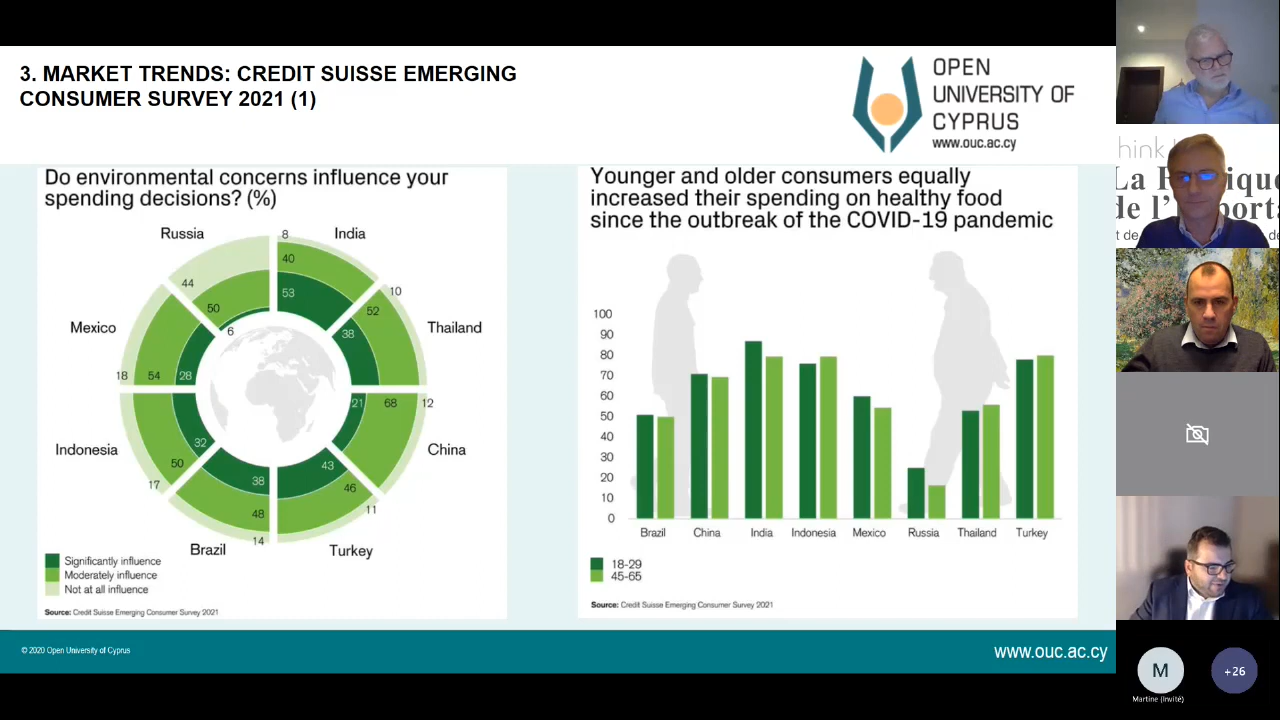 3. MARKET TRENDS: CREDIT SUISSE EMERGING
CONSUMER SURVEY 2021 (1)
OPEN
UNIVERSITY OF
CYPRUS
www.ouc.ac.cy
Do environmental concerns influence your
spending decisions? (%)
Russia
India
8
40
53
44
50
6
10
52
38
Mexico
Thailand
18
54
28
21
68
12
Indonesia
China
32
50
17
43
46
11
38
48
14
Brazil
Turkey
Significantly influence
Moderately influence
Not at all influence
Source: Credit Suisse Emerging Consumer Survey 2021
Younger and older consumers equally
increased their spending on healthy food
since the outbreak of the COVID-19 pandemic
100
90
80
70
60
50
40
30
20
10
0
Brazil China India Indonesia Mexico Russia Thailand Turkey
18-29
45-65
Source: Credit Suisse Emerging Consumer Survey 2021
© 2020 Open University of Cyprus
www.ouc.ac.cy
La
de l'
M
+26
Martine (Invité)